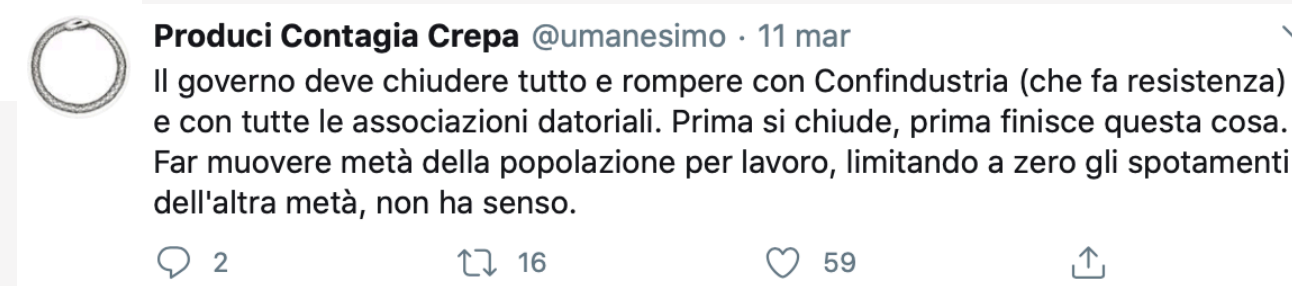 Produci Contagia Crepa @umanesimo · 11 mar
Il governo deve chiudere tutto e rompere con Confindustria (che fa resistenza)
e con tutte le associazioni datoriali. Prima si chiude, prima finisce questa cosa.
Far muovere metà della popolazione per lavoro, limitando a zero gli spotamenti
dell'altra metà, non ha senso.
2 16 59